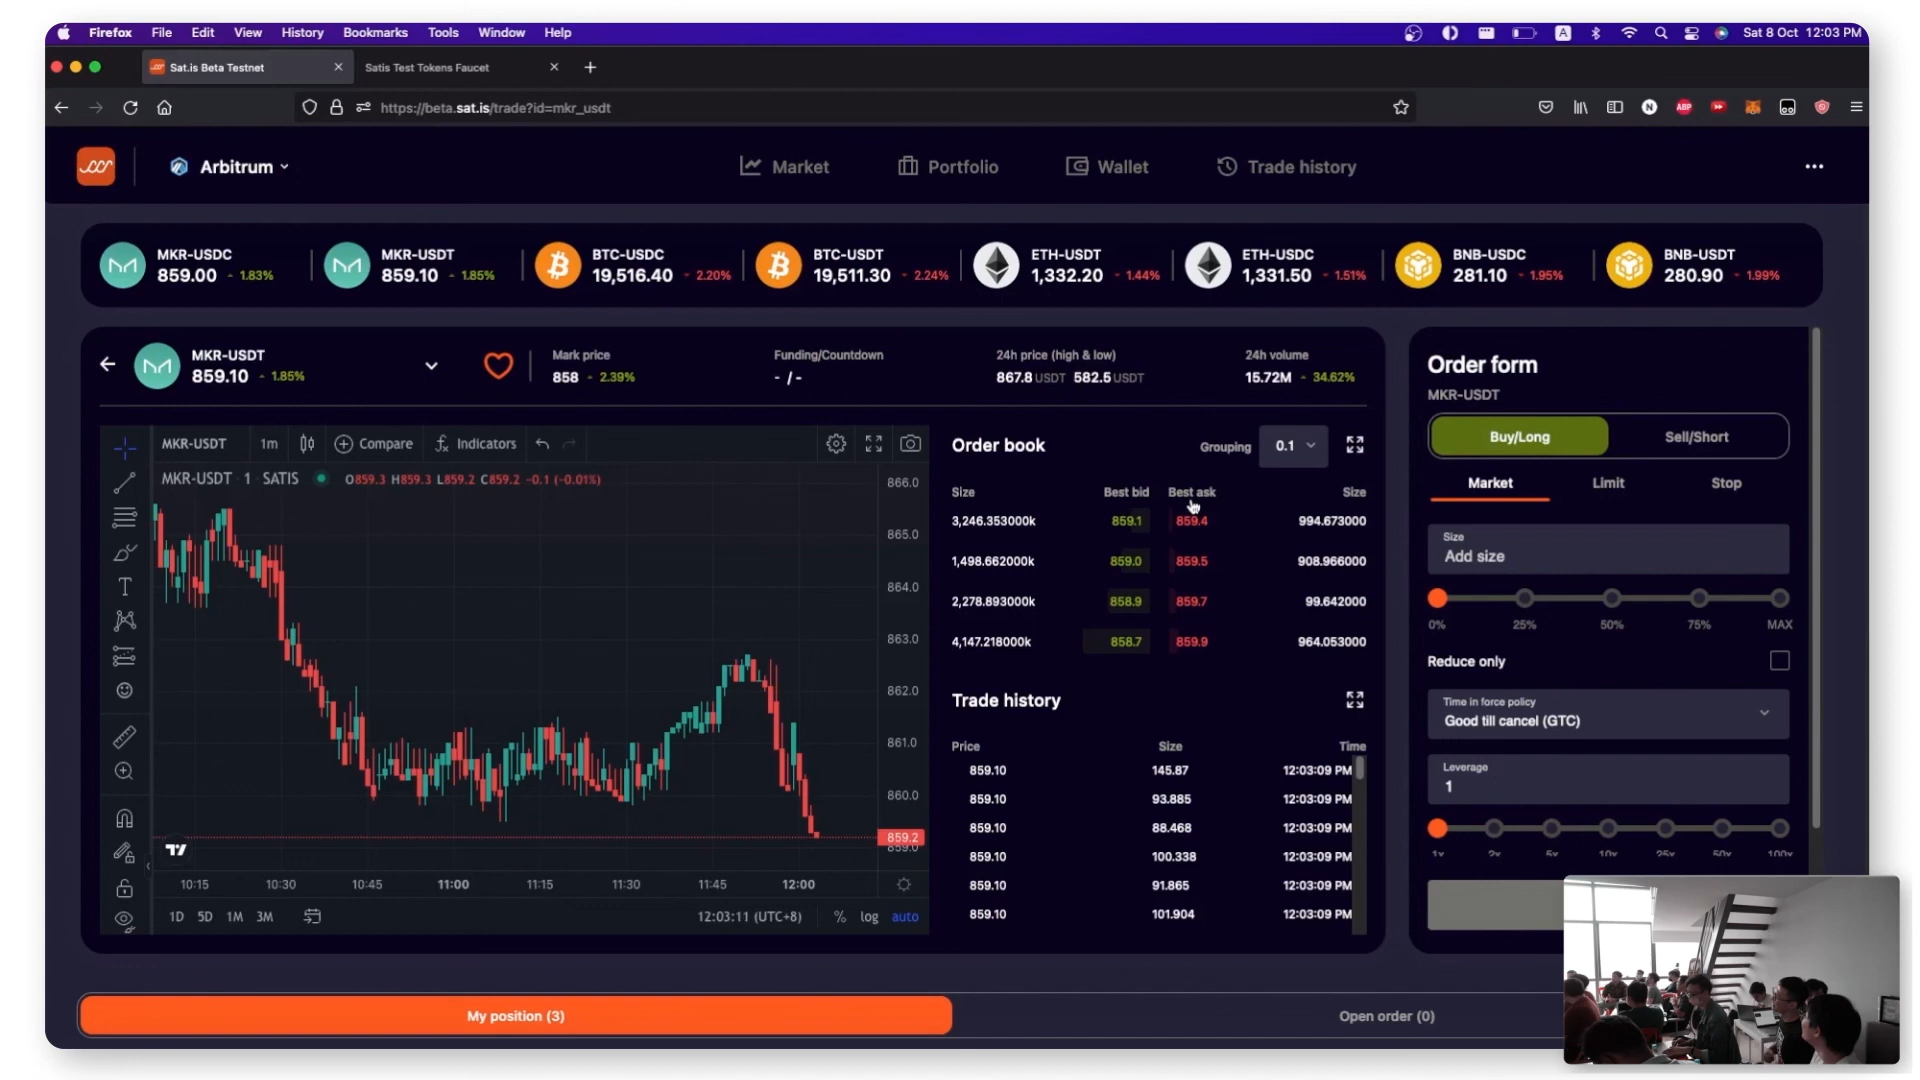 Firefox File Edit View History Bookmarks Tools Window Help A Sat 8 Oct 12:03 PM
Sat.is Beta Testnet Satis Test Tokens Faucet
https://beta.sat.is/trade?id=mkr_usdt N ABP
Arbitrum Market Portfolio Wallet Trade history
MKR-USDC MKR-USDT BTC-USDC BTC-USDT ETH-USDT ETH-USDC BNB-USDC BNB-USDT
859.00 1.83% 859.10 1.85% 19,516.40 2.20% 19,511.30 2.24% 1,332.20 1.44% 1,331.50 1.51% 281.10 1.95% 280.90 1.99%
MKR-USDT Mark price Funding/Countdown 24h price (high & low) 24h volume
859.10 1.85% 858 2.39% - / - 867.8 USDT 582.5 USDT 15.72M 34.62%
MKR-USDT 1m Compare Indicators
MKR-USDT 1 SATIS O859.3 H859.3 L859.2 C859.2 -0.1 (-0.01%)
866.0
865.0
864.0
863.0
862.0
861.0
860.0
859.2
859.0
10:15 10:30 10:45 11:00 11:15 11:30 11:45 12:00
1D 5D 1M 3M 12:03:11 (UTC+8) % log auto
Order book Grouping 0.1
Size Best bid Best ask Size
3,246.353000k 859.1 859.4 994.673000
1,498.662000k 859.0 859.5 908.966000
2,278.893000k 858.9 859.7 99.642000
4,147.218000k 858.7 859.9 964.053000
Trade history
Price Size Time
859.10 145.87 12:03:09 PM
859.10 93.885 12:03:09 PM
859.10 88.468 12:03:09 PM
859.10 100.338 12:03:09 PM
859.10 91.865 12:03:09 PM
859.10 101.904 12:03:09 PM
Order form
MKR-USDT
Buy/Long Sell/Short
Market Limit Stop
Size
Add size
0% 25% 50% 75% MAX
Reduce only
Time in force policy
Good till cancel (GTC)
Leverage
1
1x 2x 5x 10x 25x 50x 100x
My position (3) Open order (0)